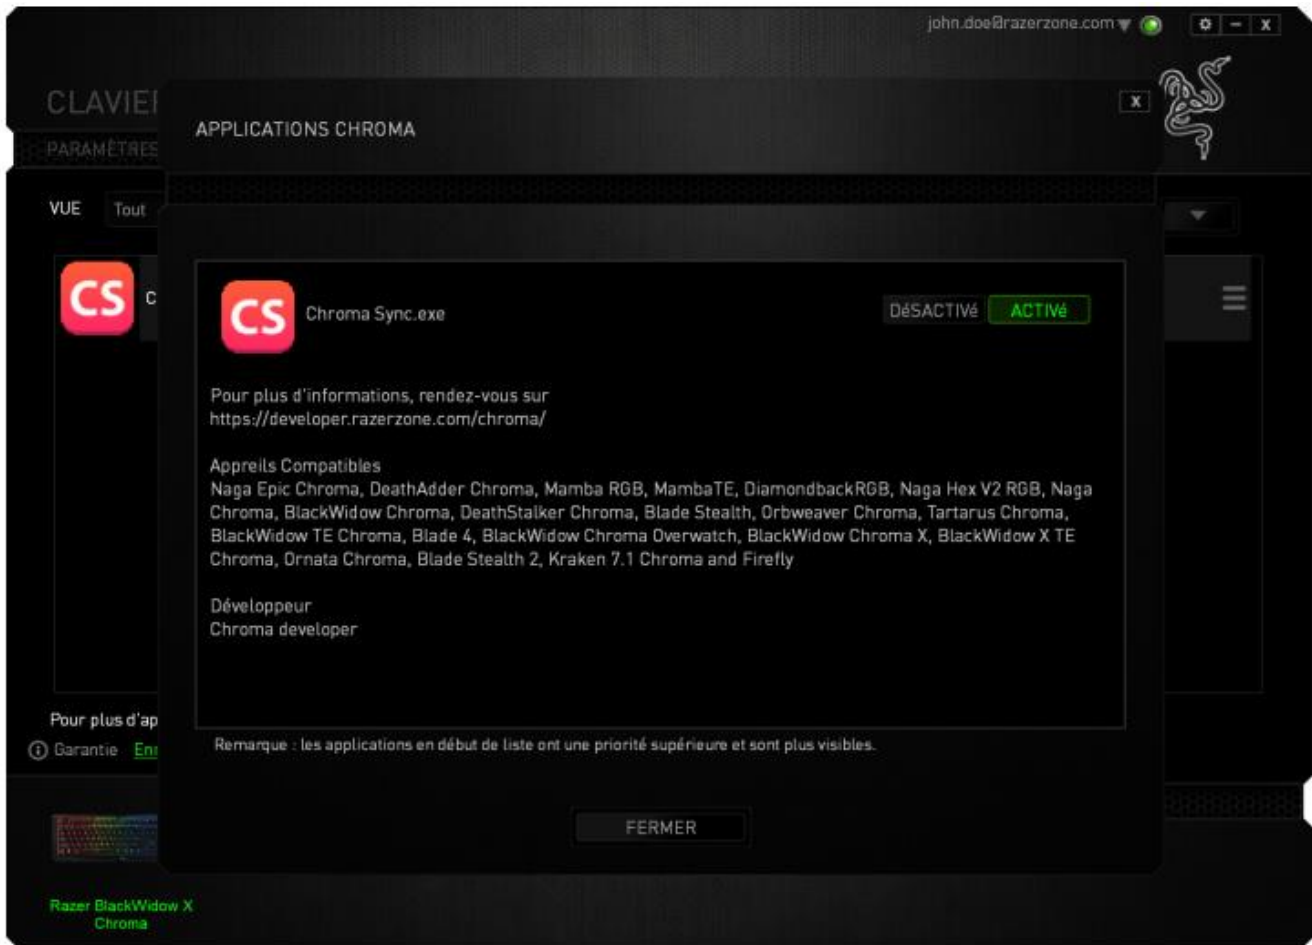 john.doe@razerzone.com
CLAVIER
APPLICATIONS CHROMA
X
PARAMÈTRES
VUE Tout
CS C
CS Chroma Sync.exe DéSACTIVé ACTIVé
Pour plus d'informations, rendez-vous sur
https://developer.razerzone.com/chroma/
Appreils Compatibles
Naga Epic Chroma, DeathAdder Chroma, Mamba RGB, MambaTE, DiamondbackRGB, Naga Hex V2 RGB, Naga
Chroma, BlackWidow Chroma, DeathStalker Chroma, Blade Stealth, Orbweaver Chroma, Tartarus Chroma,
BlackWidow TE Chroma, Blade 4, BlackWidow Chroma Overwatch, BlackWidow Chroma X, BlackWidow X TE
Chroma, Ornata Chroma, Blade Stealth 2, Kraken 7.1 Chroma and Firefly
Développeur
Chroma developer
Pour plus d'ap
Garantie
Remarque : les applications en début de liste ont une priorité supérieure et sont plus visibles.
FERMER
Razer BlackWidow X
Chroma